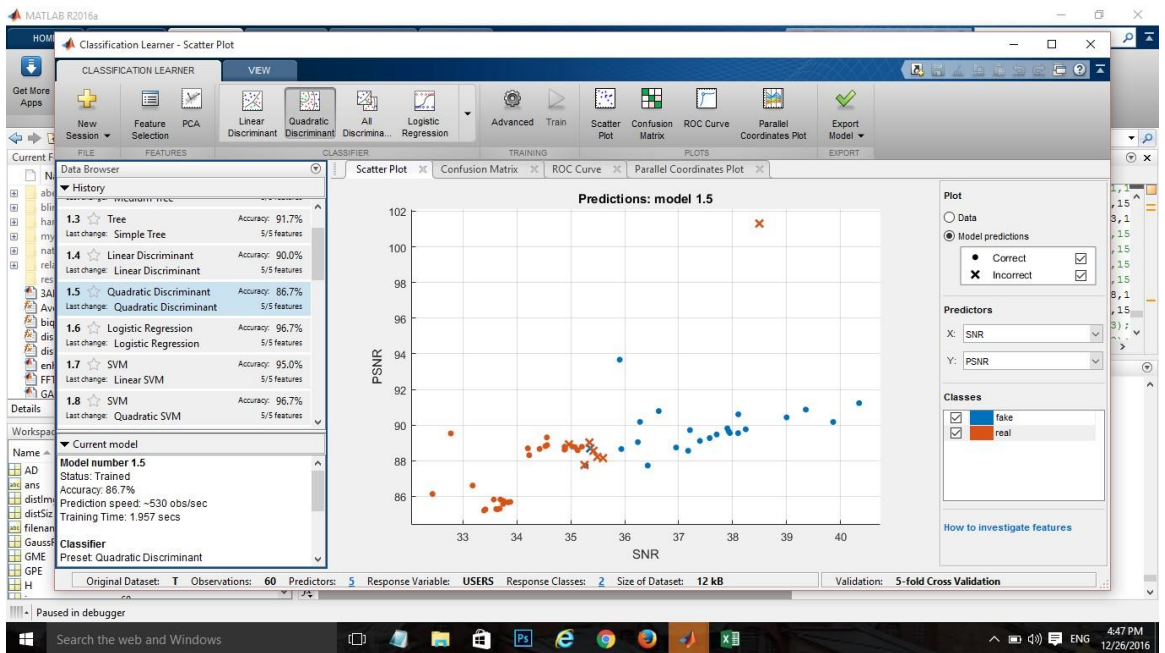 MATLAB R2016a
HOM
Classification Learner - Scatter Plot
CLASSIFICATION LEARNER VIEW
Get More Apps
New Session
Feature Selection
PCA
Linear Discriminant
Quadratic Discriminant
All Discrimina...
Logistic Regression
Advanced
Train
Scatter Plot
Confusion Matrix
ROC Curve
Parallel Coordinates Plot
Export Model
FILE FEATURES CLASSIFIER TRAINING PLOTS EXPORT
Current F
Data Browser
Scatter Plot Confusion Matrix ROC Curve Parallel Coordinates Plot
History
1.3 Tree Accuracy: 91.7%
Last change: Simple Tree 5/5 features
1.4 Linear Discriminant Accuracy: 90.0%
Last change: Linear Discriminant 5/5 features
1.5 Quadratic Discriminant Accuracy: 86.7%
Last change: Quadratic Discriminant 5/5 features
1.6 Logistic Regression Accuracy: 96.7%
Last change: Logistic Regression 5/5 features
1.7 SVM Accuracy: 95.0%
Last change: Linear SVM 5/5 features
1.8 SVM Accuracy: 96.7%
Last change: Quadratic SVM 5/5 features
Current model
Model number 1.5
Status: Trained
Accuracy: 86.7%
Prediction speed: ~530 obs/sec
Training Time: 1.957 secs
Classifier
Preset: Quadratic Discriminant
Predictions: model 1.5
PSNR
102
100
98
96
94
92
90
88
86
33 34 35 36 37 38 39 40
SNR
Plot
Data
Model predictions
Correct
Incorrect
Predictors
X: SNR
Y: PSNR
Classes
fake
real
How to investigate features
Details
Workspac
Name
AD
ans
distIm
distSiz
filenan
GaussF
GME
GPE
H
Original Dataset: T Observations: 60 Predictors: 5 Response Variable: USERS Response Classes: 2 Size of Dataset: 12 kB Validation: 5-fold Cross Validation
Paused in debugger
Search the web and Windows
ENG
4:47 PM
12/26/2016